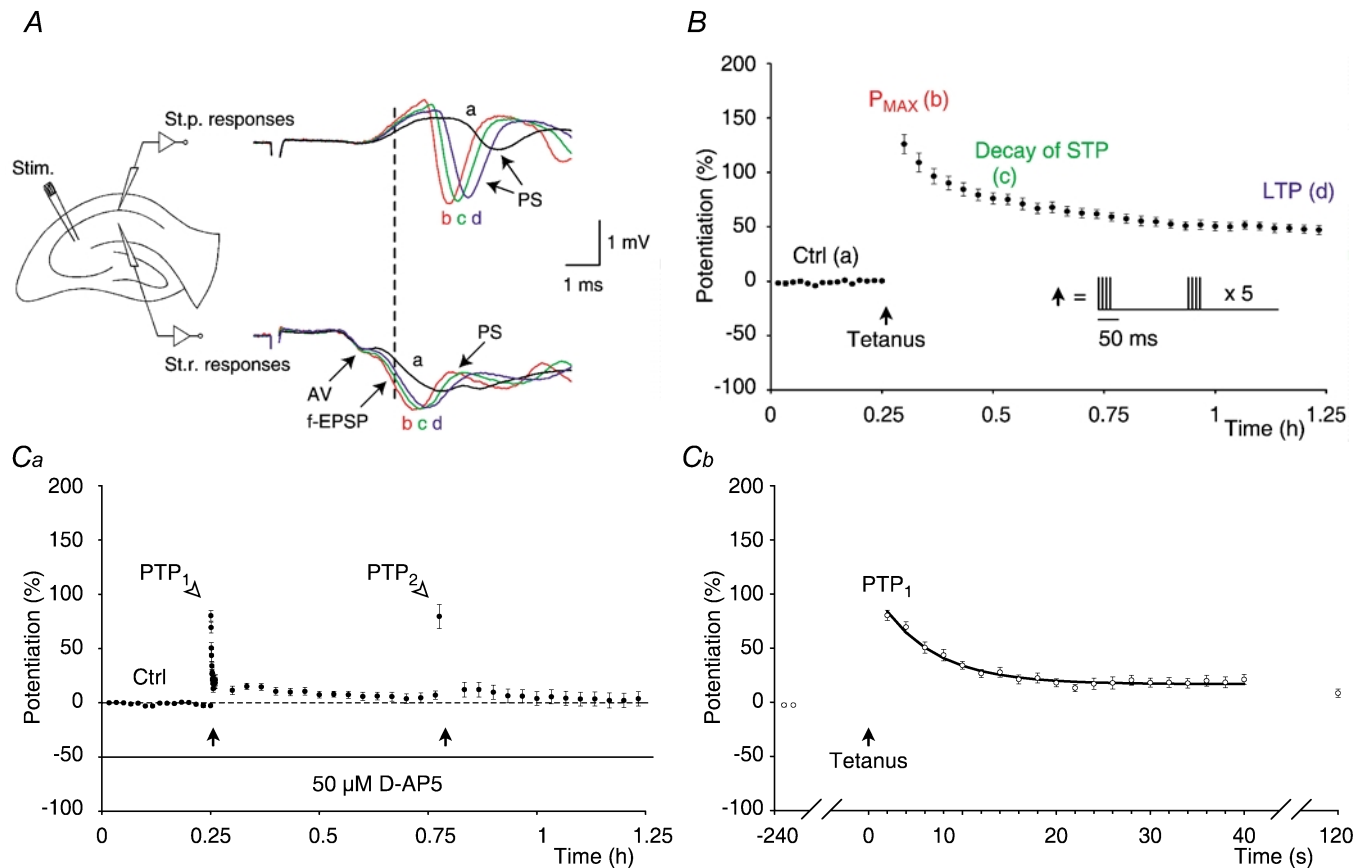 A
St.p. responses
Stim.
St.r. responses
a
PS
b c d
1 mV
1 ms
PS
a
AV
f-EPSP
b c d
B
200
150
100
50
0
-50
-100
Potentiation (%)
P_MAX (b)
Decay of STP
(c)
LTP (d)
Ctrl (a)
Tetanus
=
x 5
50 ms
0
0.25
0.5
0.75
1
1.25
Time (h)
Ca
200
150
100
50
0
-50
-100
Potentiation (%)
PTP1
PTP2
Ctrl
50 µM D-AP5
0
0.25
0.5
0.75
1
1.25
Time (h)
Cb
200
150
100
50
0
-50
-100
Potentiation (%)
PTP1
Tetanus
-240
0
10
20
30
40
120
Time (s)